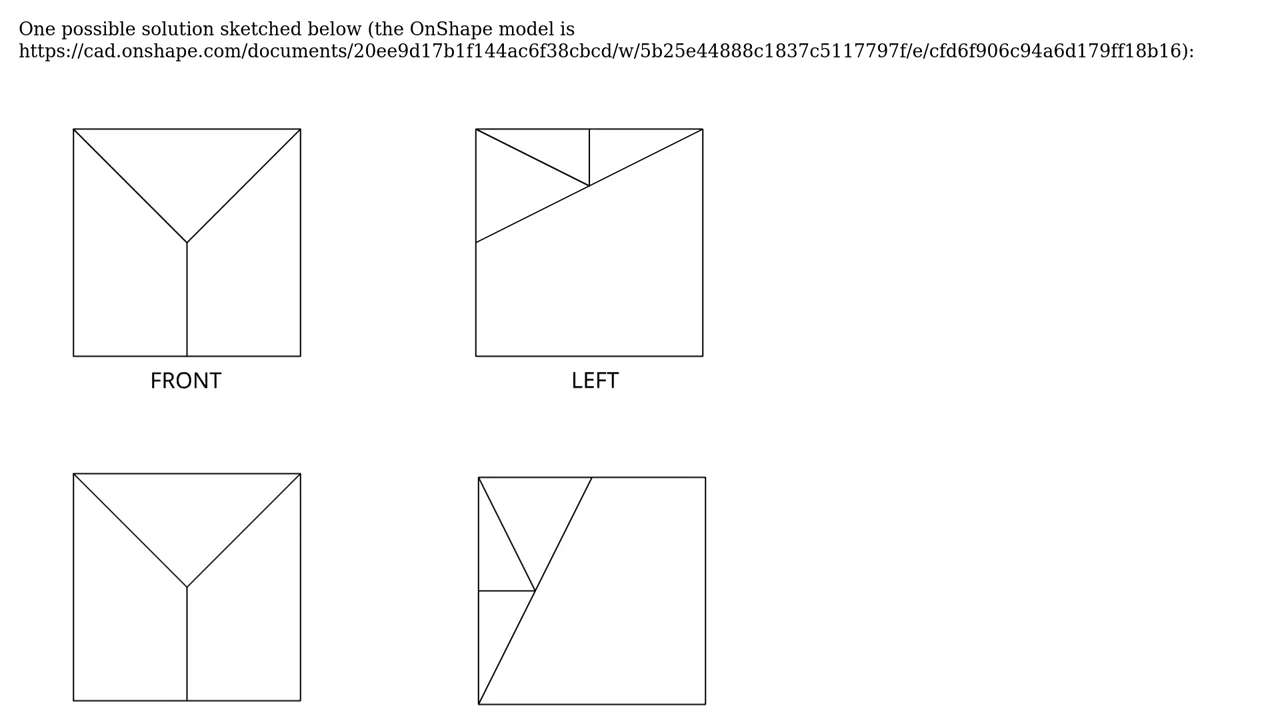 One possible solution sketched below (the OnShape model is
https://cad.onshape.com/documents/20ee9d17b1f144ac6f38cbcd/w/5b25e44888c1837c5117797f/e/cfd6f906c94a6d179ff18b16):
FRONT
LEFT